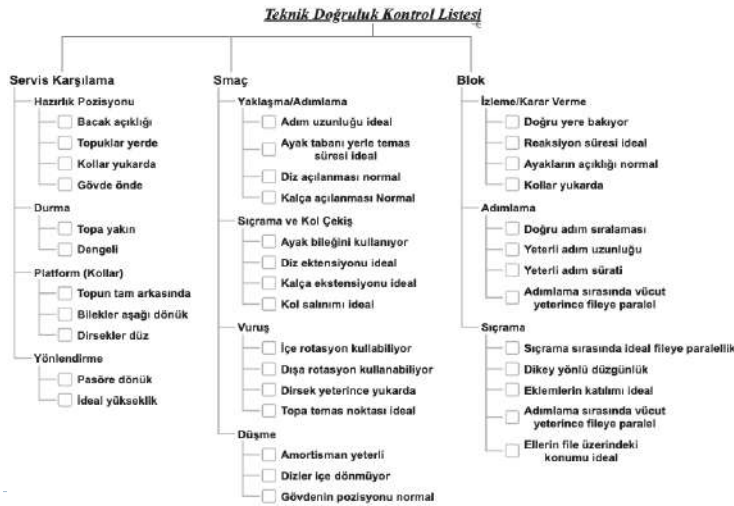 Teknik Doğruluk Kontrol Listesi
Servis Karşılama
Hazırlık Pozisyonu
Bacak açıklığı
Topuklar yerde
Kollar yukarda
Gövde önde
Durma
Topa yakın
Dengeli
Platform (Kollar)
Topun tam arkasında
Bilekler aşağı dönük
Dirsekler düz
Yönlendirme
Pasöre dönük
İdeal yükseklik
Smaç
Yaklaşma/Adımlama
Adım uzunluğu ideal
Ayak tabanı yerle temas
süresi ideal
Diz açılanması normal
Kalça açılanması Normal
Sıçrama ve Kol Çekiş
Ayak bileğini kullanıyor
Diz ektensiyonu ideal
Kalça ekstensiyonu ideal
Kol salınımı ideal
Vuruş
İçe rotasyon kullabiliyor
Dışa rotasyon kullanabiliyor
Dirsek yeterince yukarda
Topa temas noktası ideal
Düşme
Amortisman yeterli
Dizler içe dönmüyor
Gövdenin pozisyonu normal
Blok
İzleme/Karar Verme
Doğru yere bakıyor
Reaksiyon süresi ideal
Ayakların açıklığı normal
Kollar yukarda
Adımlama
Doğru adım sıralaması
Yeterli adım uzunluğu
Yeterli adım sürati
Adımlama sırasında vücut
yeterince fileye paralel
Sıçrama
Sıçrama sırasında ideal fileye paralellik
Dikey yönlü düzgünlük
Eklemlerin katılımı ideal
Adımlama sırasında vücut
yeterince fileye paralel
Ellerin file üzerindeki
konumu ideal